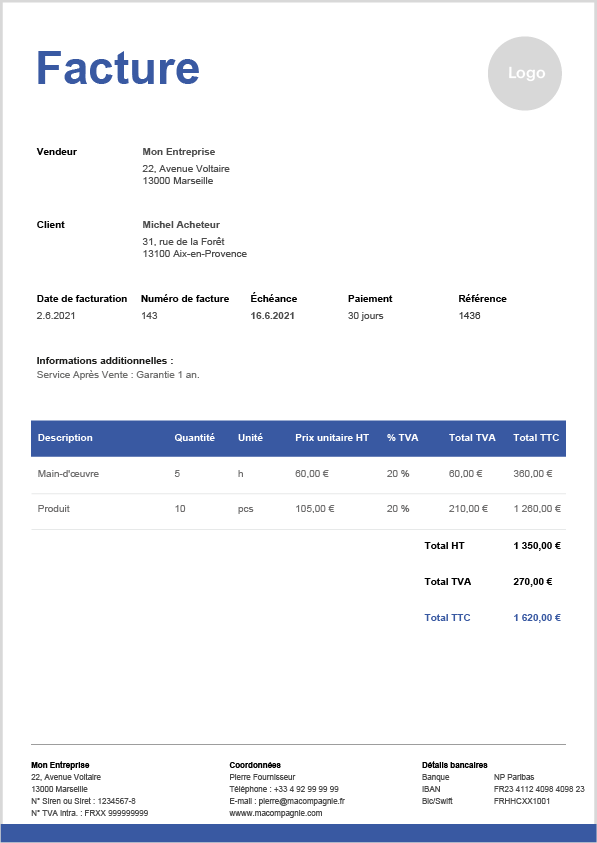 Facture
Logo
Vendeur Mon Entreprise
22, Avenue Voltaire
13000 Marseille
Client Michel Acheteur
31, rue de la Forêt
13100 Aix-en-Provence
Date de facturation Numéro de facture Échéance Paiement Référence
2.6.2021 143 16.6.2021 30 jours 1436
Informations additionnelles :
Service Après Vente : Garantie 1 an.
Description Quantité Unité Prix unitaire HT % TVA Total TVA Total TTC
Main-d'œuvre 5 h 60,00 € 20 % 60,00 € 360,00 €
Produit 10 pcs 105,00 € 20 % 210,00 € 1 260,00 €
Total HT 1 350,00 €
Total TVA 270,00 €
Total TTC 1 620,00 €
Mon Entreprise Coordonnées Détails bancaires
22, Avenue Voltaire Pierre Fournisseur Banque NP Paribas
13000 Marseille Téléphone : +33 4 92 99 99 99 IBAN FR23 4112 4098 4098 23
N° Siren ou Siret : 1234567-8 E-mail : pierre@macompagnie.fr Bic/Swift FRHHCXX1001
N° TVA intra. : FRXX 999999999 wwww.macompagnie.com